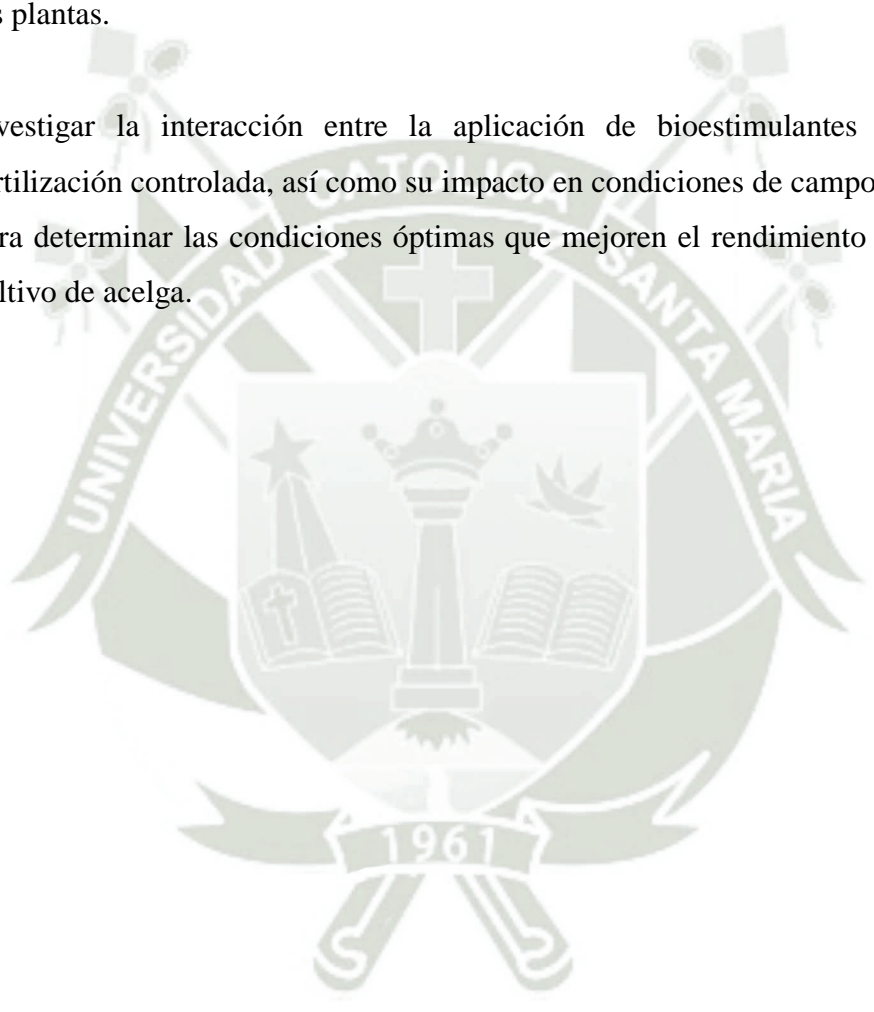 s plantas.
vestigar la interacción entre la aplicación de bioestimulantes
rtilización controlada, así como su impacto en condiciones de campo
ra determinar las condiciones óptimas que mejoren el rendimiento
ltivo de acelga.
UNIVERSIDAD CATOLICA SANTA MARIA
1961